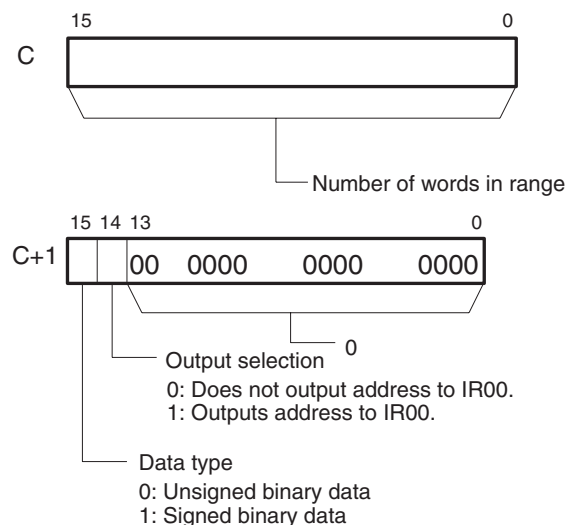 15 0
C
Number of words in range
15 14 13 0
C+1 00 0000 0000 0000
0
Output selection
0: Does not output address to IR00.
1: Outputs address to IR00.
Data type
0: Unsigned binary data
1: Signed binary data